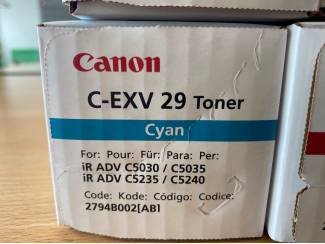 Canon
C-EXV 29 Toner
Cyan
For: Pour: Für: Para: Per:
iR ADV C5030 / C5035
iR ADV C5235 / C5240
Code: Kode: Código: Codice:
2794B002[AB]